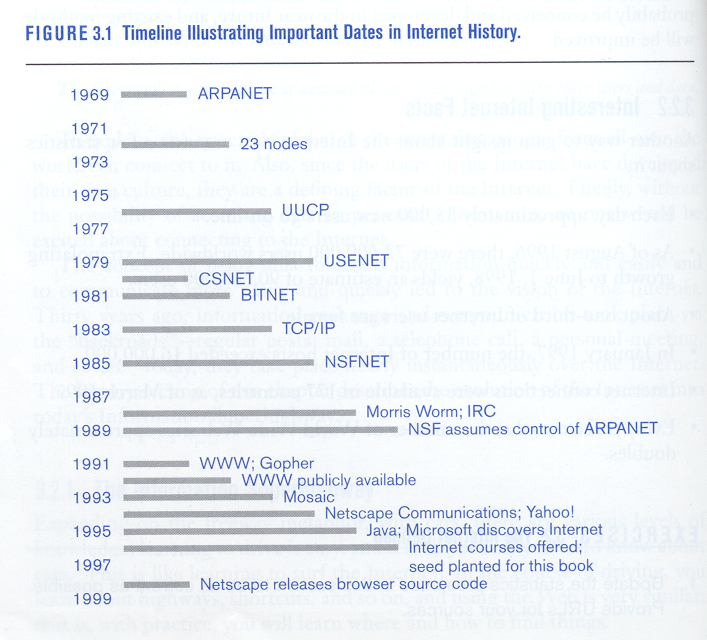 FIGURE 3.1 Timeline Illustrating Important Dates in Internet History.
1969 ARPANET
1971
23 nodes
1973
1975
UUCP
1977
1979 USENET
CSNET
1981 BITNET
1983 TCP/IP
1985 NSFNET
1987
Morris Worm; IRC
1989 NSF assumes control of ARPANET
1991 WWW; Gopher
WWW publicly available
1993 Mosaic
Netscape Communications; Yahoo!
1995 Java; Microsoft discovers Internet
Internet courses offered;
1997 seed planted for this book
Netscape releases browser source code
1999